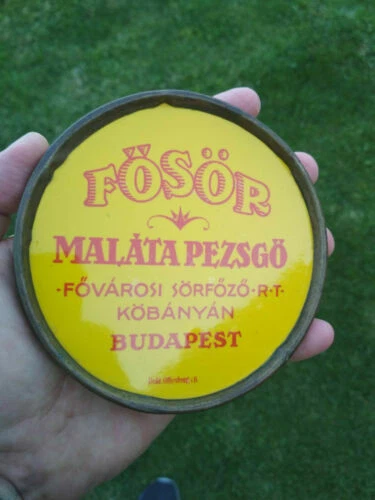 FŐSÖR
MALÁTA PEZSGŐ
·FŐVÁROSI SÖRFŐZŐ·R·T·
KŐBÁNYÁN
BUDAPEST